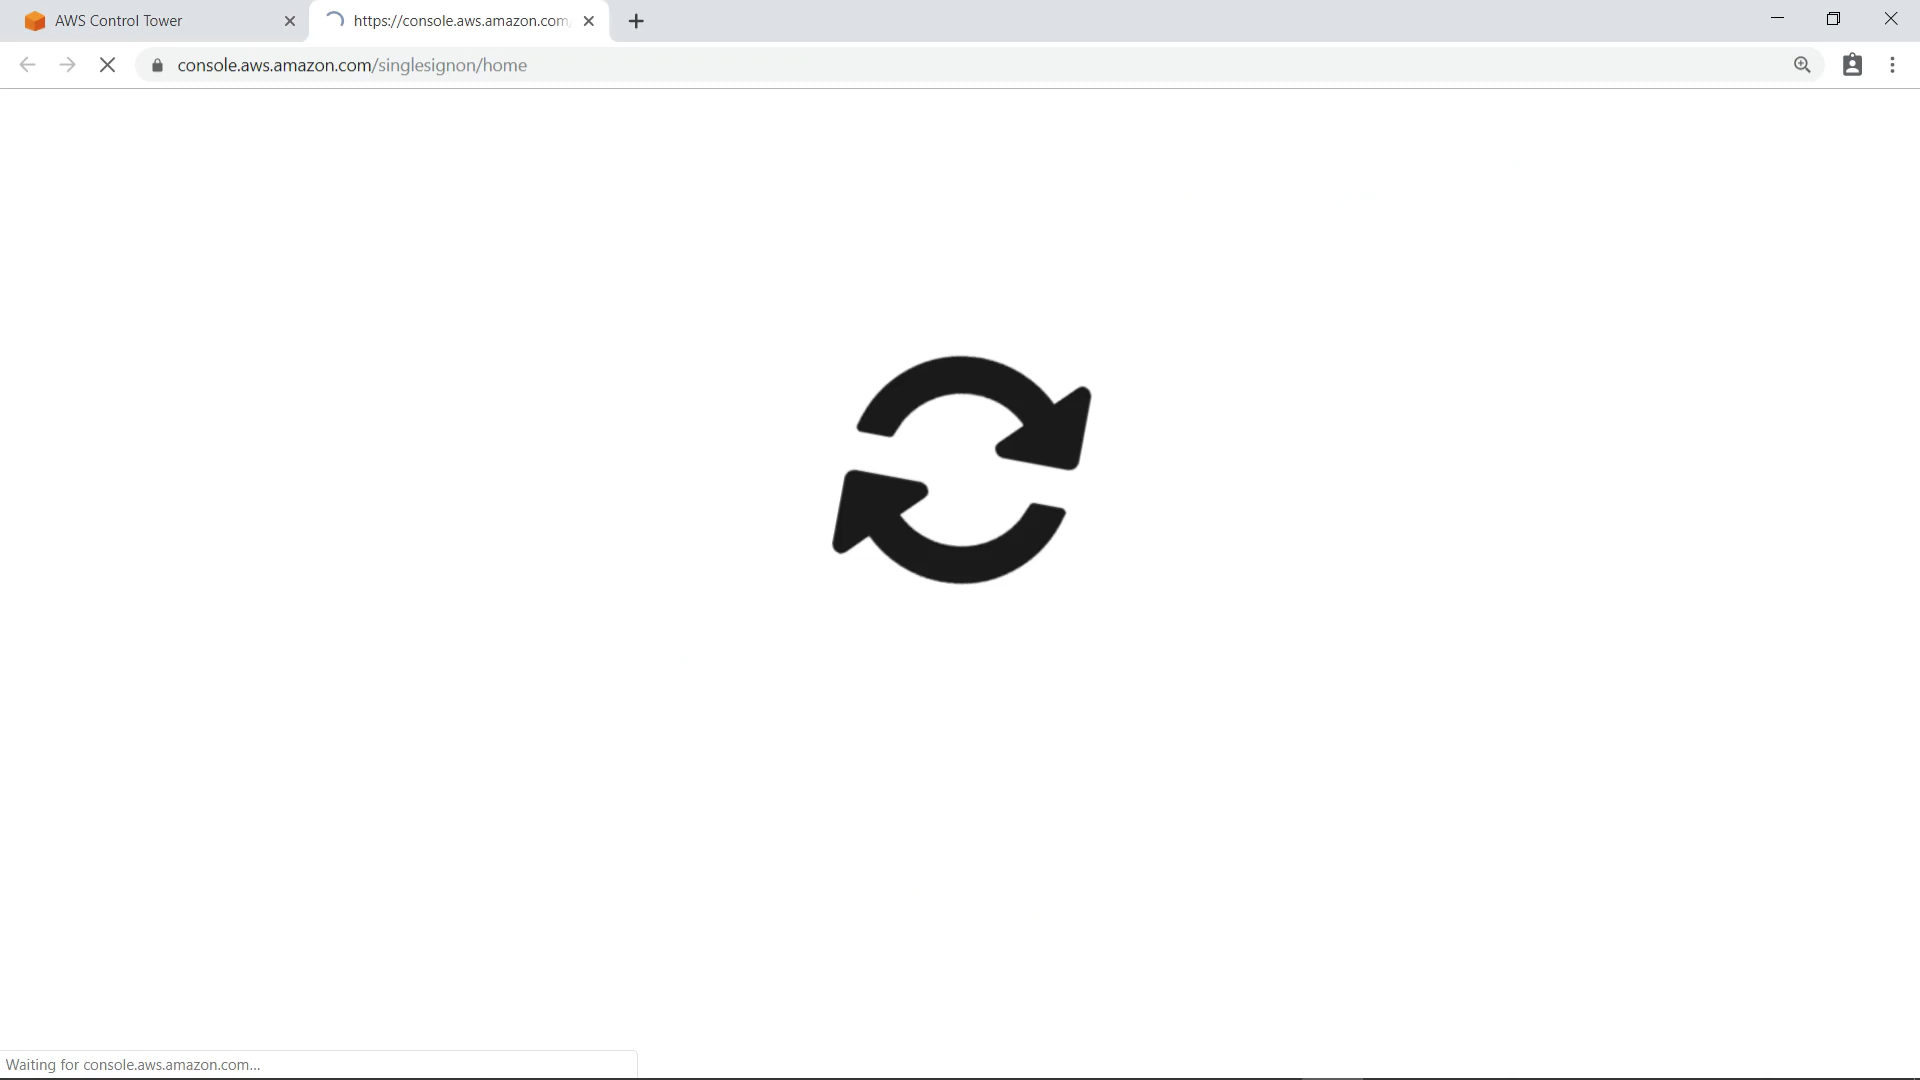 AWS Control Tower
https://console.aws.amazon.com
console.aws.amazon.com/singlesignon/home
Waiting for console.aws.amazon.com...